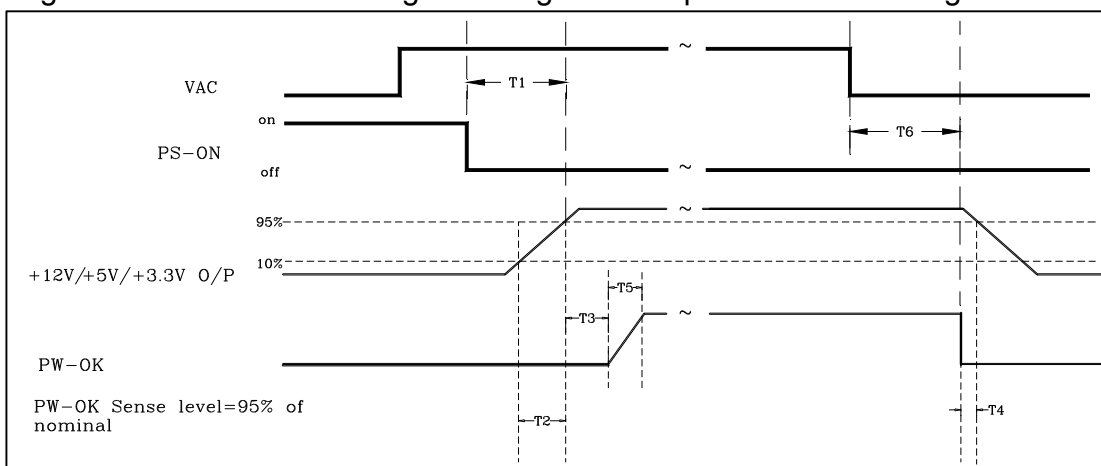 VAC
T1
~
T6
on
PS-ON
off
~
95%
~
10%
+12V/+5V/+3.3V O/P
T5
T3
~
PW-OK
PW-OK Sense level=95% of
nominal
T2
T4